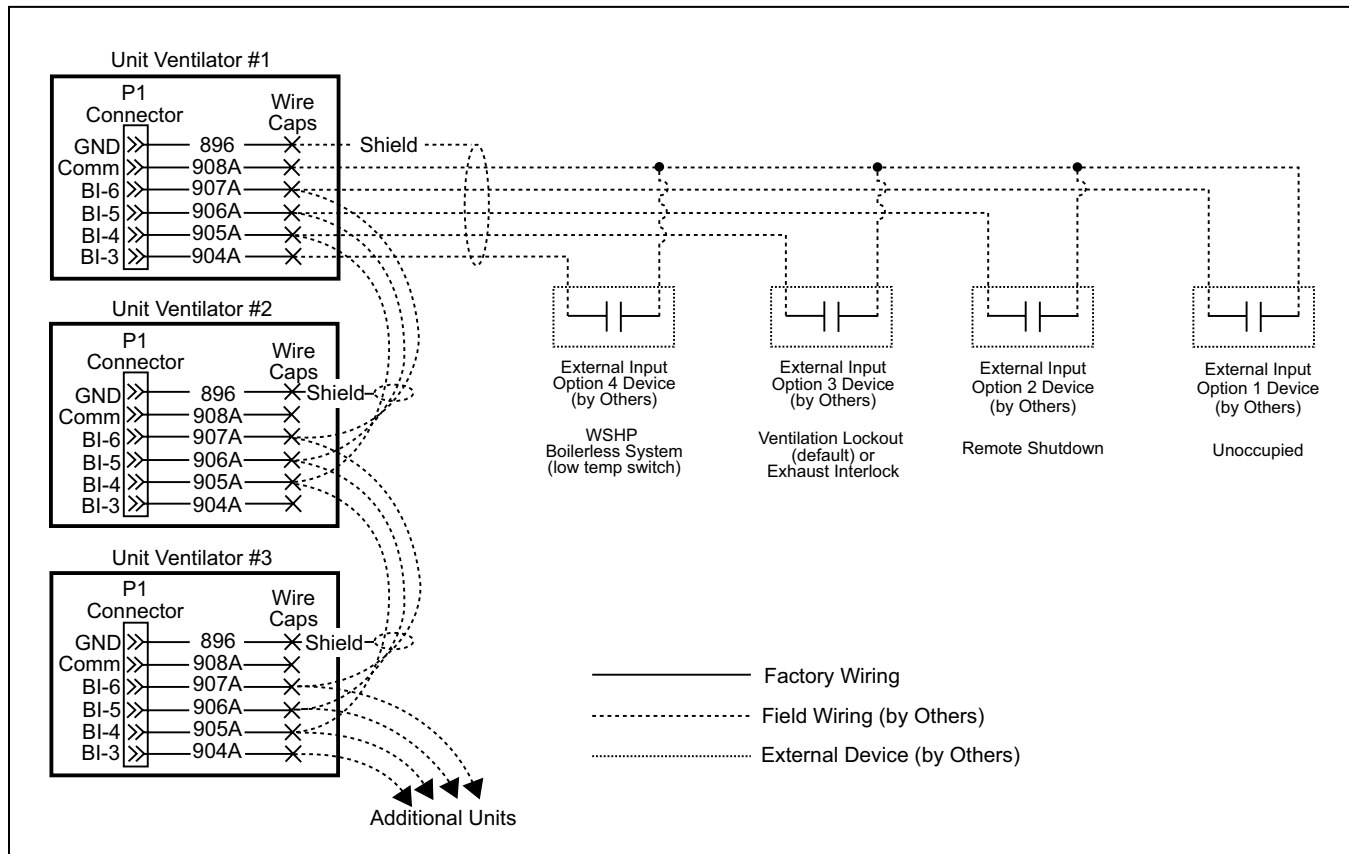 Unit Ventilator #1
P1
Connector
Wire
Caps
GND 896 Shield
Comm 908A
BI-6 907A
BI-5 906A
BI-4 905A
BI-3 904A
Unit Ventilator #2
P1
Connector
Wire
Caps
GND 896 Shield
Comm 908A
BI-6 907A
BI-5 906A
BI-4 905A
BI-3 904A
Unit Ventilator #3
P1
Connector
Wire
Caps
GND 896 Shield
Comm 908A
BI-6 907A
BI-5 906A
BI-4 905A
BI-3 904A
Additional Units
External Input
Option 4 Device
(by Others)
WSHP
Boilerless System
(low temp switch)
External Input
Option 3 Device
(by Others)
Ventilation Lockout
(default) or
Exhaust Interlock
External Input
Option 2 Device
(by Others)
Remote Shutdown
External Input
Option 1 Device
(by Others)
Unoccupied
Factory Wiring
Field Wiring (by Others)
External Device (by Others)